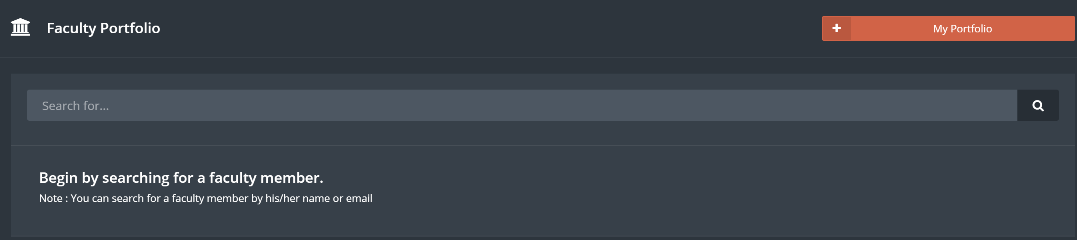 Faculty Portfolio
+ My Portfolio
Search for...
Begin by searching for a faculty member.
Note : You can search for a faculty member by his/her name or email